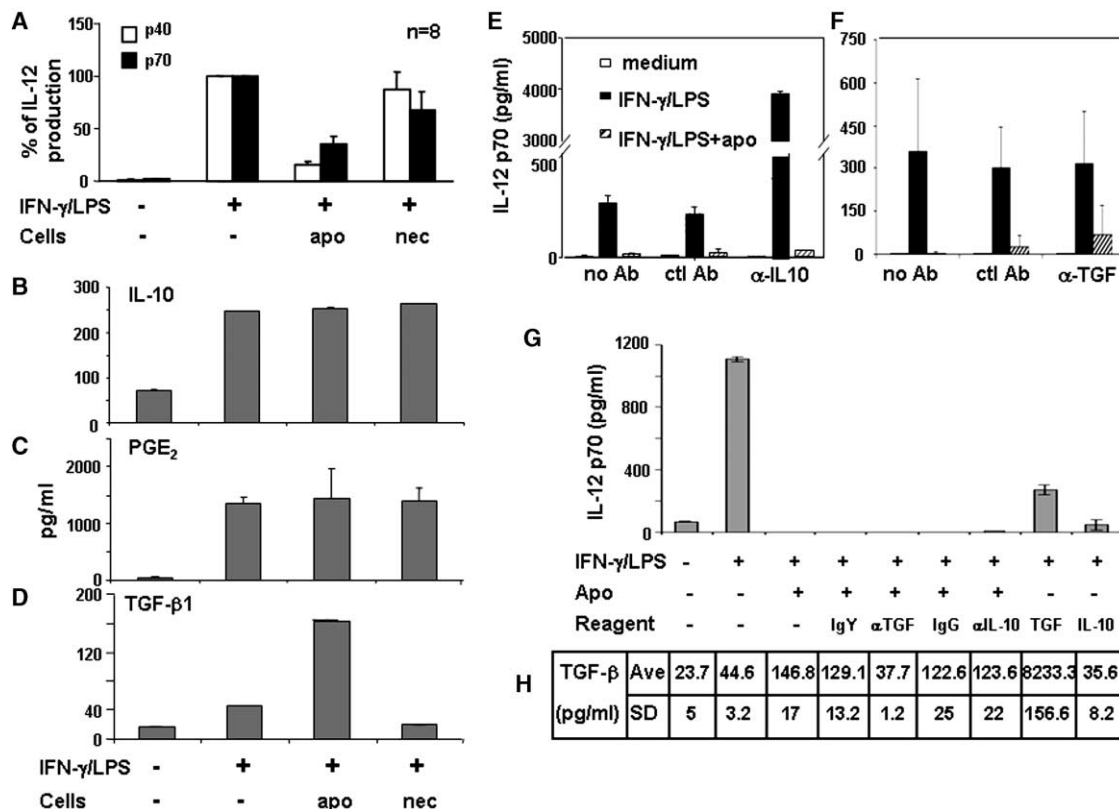 A
p40
p70
n=8
% of IL-12
production
150
100
50
0
IFN-γ/LPS - + + +
Cells - - apo nec
B
IL-10
300
200
100
0
C
PGE₂
2000
1000
0
pg/ml
D
TGF-β1
200
160
40
0
IFN-γ/LPS - + + +
Cells - - apo nec
E
IL-12 p70 (pg/ml)
5000
4000
3000
500
0
medium
IFN-γ/LPS
IFN-γ/LPS+apo
no Ab ctl Ab α-IL10
F
750
600
450
300
150
0
no Ab ctl Ab α-TGF
G
IL-12 p70 (pg/ml)
1200
800
400
0
IFN-γ/LPS - + + + + + + + +
Apo - - + + + + + - -
Reagent - - - IgY αTGF IgG αIL-10 TGF IL-10
H
TGF-β Ave 23.7 44.6 146.8 129.1 37.7 122.6 123.6 8233.3 35.6
(pg/ml) SD 5 3.2 17 13.2 1.2 25 22 156.6 8.2